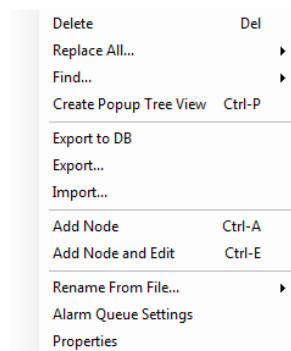 Delete Del
Replace All...
Find...
Create Popup Tree View Ctrl-P
Export to DB
Export...
Import...
Add Node Ctrl-A
Add Node and Edit Ctrl-E
Rename From File...
Alarm Queue Settings
Properties